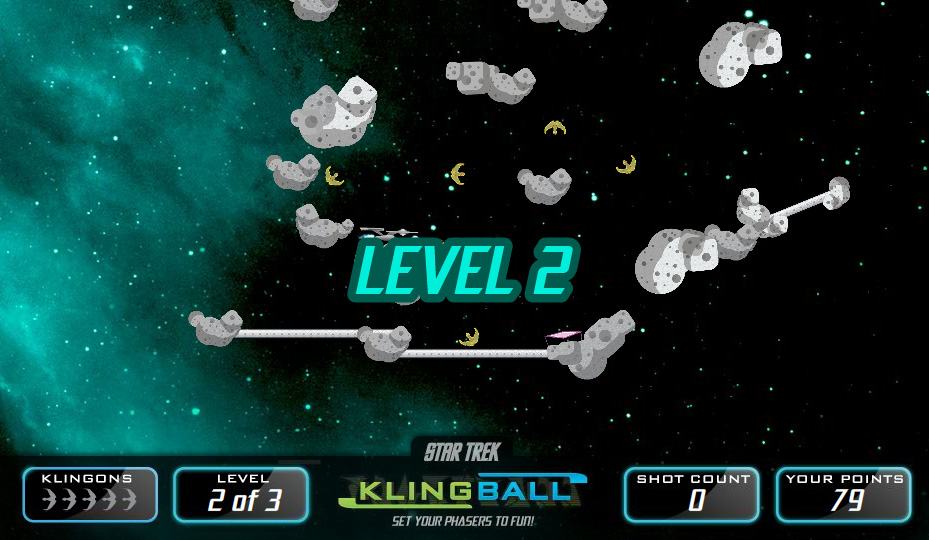 LEVEL 2
STAR TREK
KLINGONS
LEVEL
2 of 3
KLINGBALL
SET YOUR PHASERS TO FUN!
SHOT COUNT
0
YOUR POINTS
79